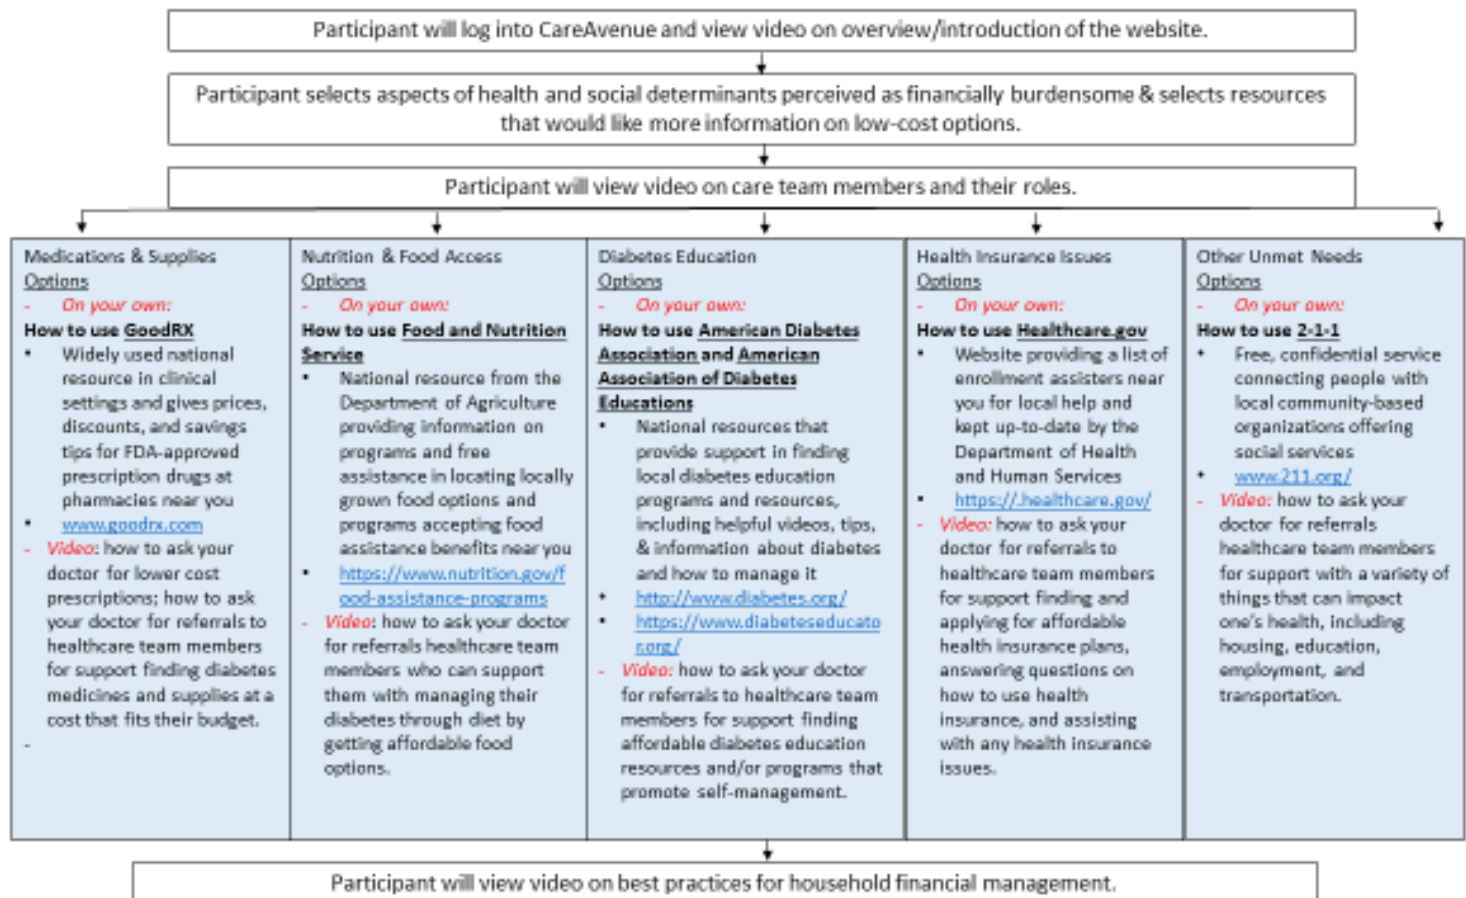 Participant will log into CareAvenue and view video on overview/introduction of the website.
Participant selects aspects of health and social determinants perceived as financially burdensome & selects resources
that would like more information on low-cost options.
Participant will view video on care team members and their roles.
Medications & Supplies
Options
- On your own:
How to use GoodRX
• Widely used national
resource in clinical
settings and gives prices,
discounts, and savings
tips for FDA-approved
prescription drugs at
pharmacies near you
• www.goodrx.com
- Video: how to ask your
doctor for lower cost
prescriptions; how to ask
your doctor for referrals to
healthcare team members
for support finding diabetes
medicines and supplies at a
cost that fits their budget.
-
Nutrition & Food Access
Options
- On your own:
How to use Food and Nutrition
Service
• National resource from the
Department of Agriculture
providing information on
programs and free
assistance in locating locally
grown food options and
programs accepting food
assistance benefits near you
• https://www.nutrition.gov/f
ood-assistance-programs
- Video: how to ask your doctor
for referrals healthcare team
members who can support
them with managing their
diabetes through diet by
getting affordable food
options.
Diabetes Education
Options
- On your own:
How to use American Diabetes
Association and American
Association of Diabetes
Educations
• National resources that
provide support in finding
local diabetes education
programs and resources,
including helpful videos, tips,
& information about diabetes
and how to manage it
• http://www.diabetes.org/
• https://www.diabeteseducato
r.org/
- Video: how to ask your doctor
for referrals to healthcare team
members for support finding
affordable diabetes education
resources and/or programs that
promote self-management.
Health Insurance Issues
Options
- On your own:
How to use Healthcare.gov
• Website providing a list of
enrollment assisters near
you for local help and
kept up-to-date by the
Department of Health
and Human Services
• https://.healthcare.gov/
- Video: how to ask your
doctor for referrals to
healthcare team members
for support finding and
applying for affordable
health insurance plans,
answering questions on
how to use health
insurance, and assisting
with any health insurance
issues.
Other Unmet Needs
Options
- On your own:
How to use 2-1-1
• Free, confidential service
connecting people with
local community-based
organizations offering
social services
• www.211.org/
- Video: how to ask your
doctor for referrals
healthcare team members
for support with a variety of
things that can impact
one's health, including
housing, education,
employment, and
transportation.
Participant will view video on best practices for household financial management.